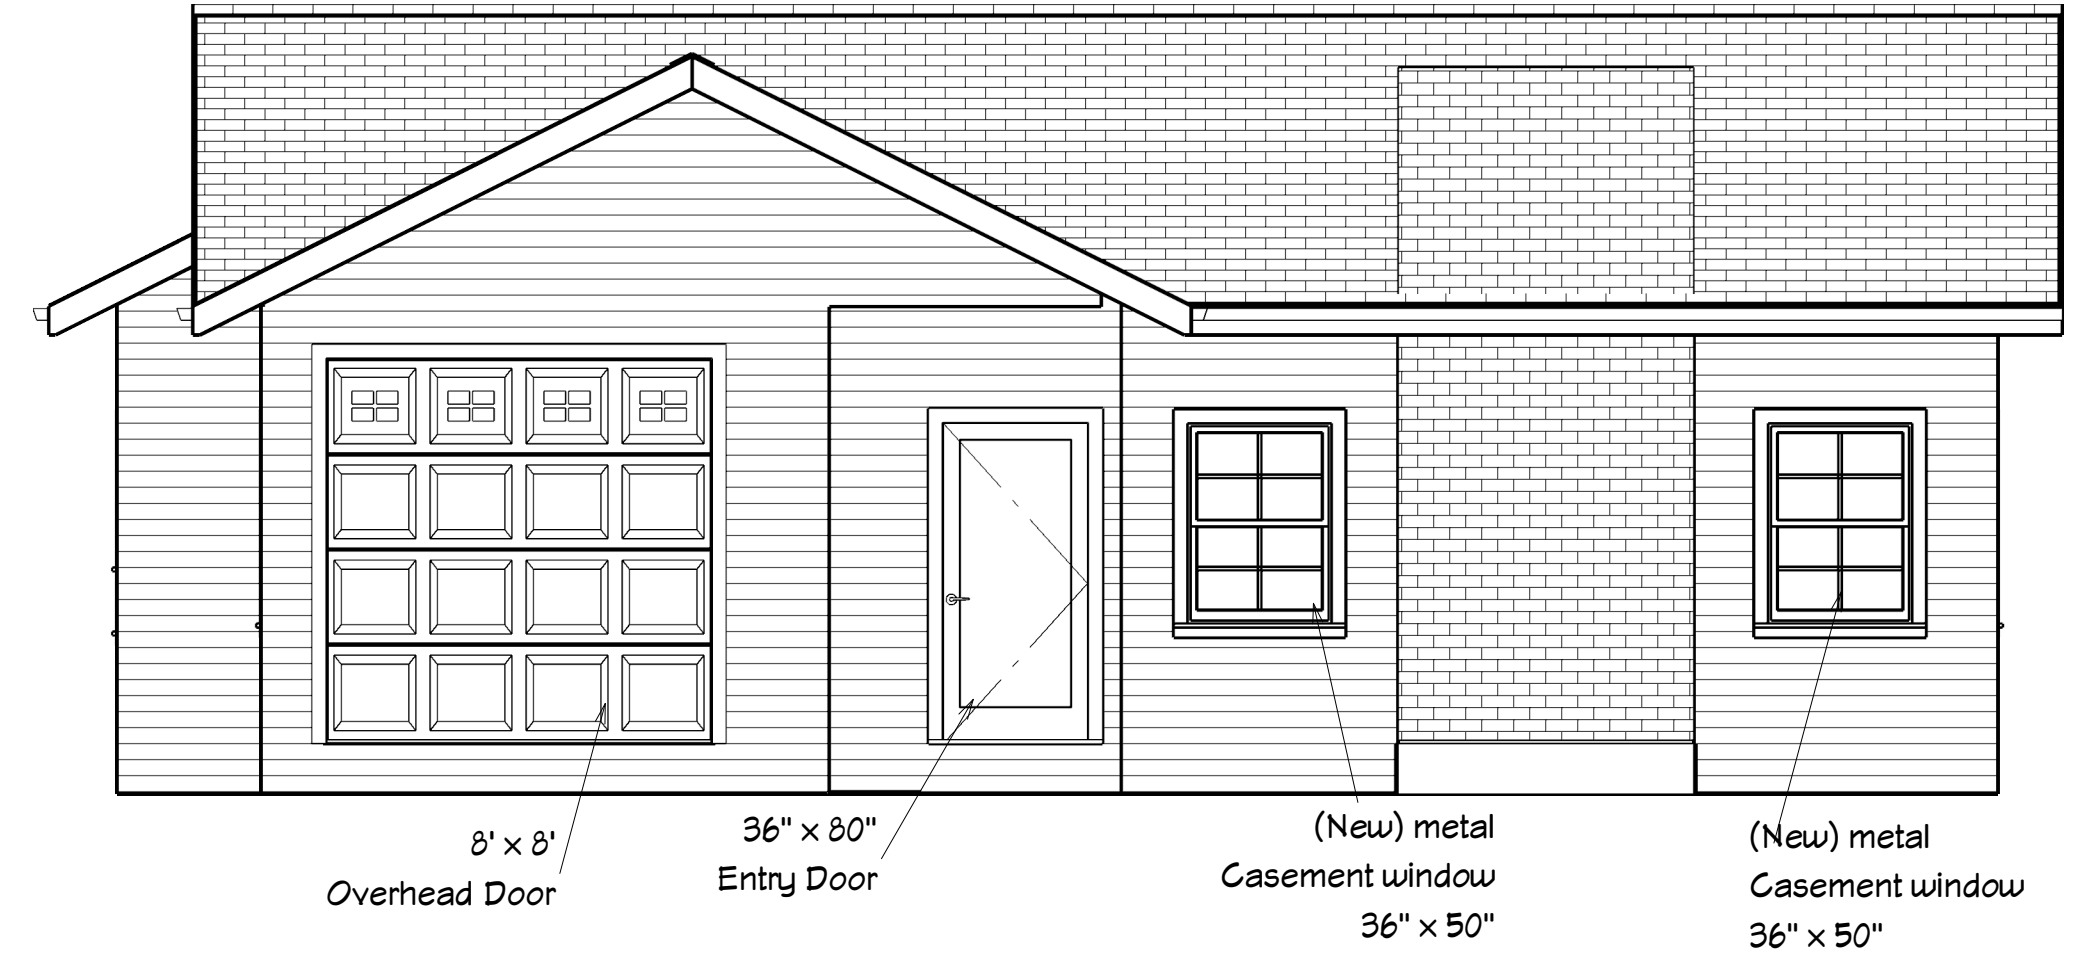 8' x 8'
Overhead Door
36" x 80"
Entry Door
(New) metal
Casement window
36" x 50"
(New) metal
Casement window
36" x 50"